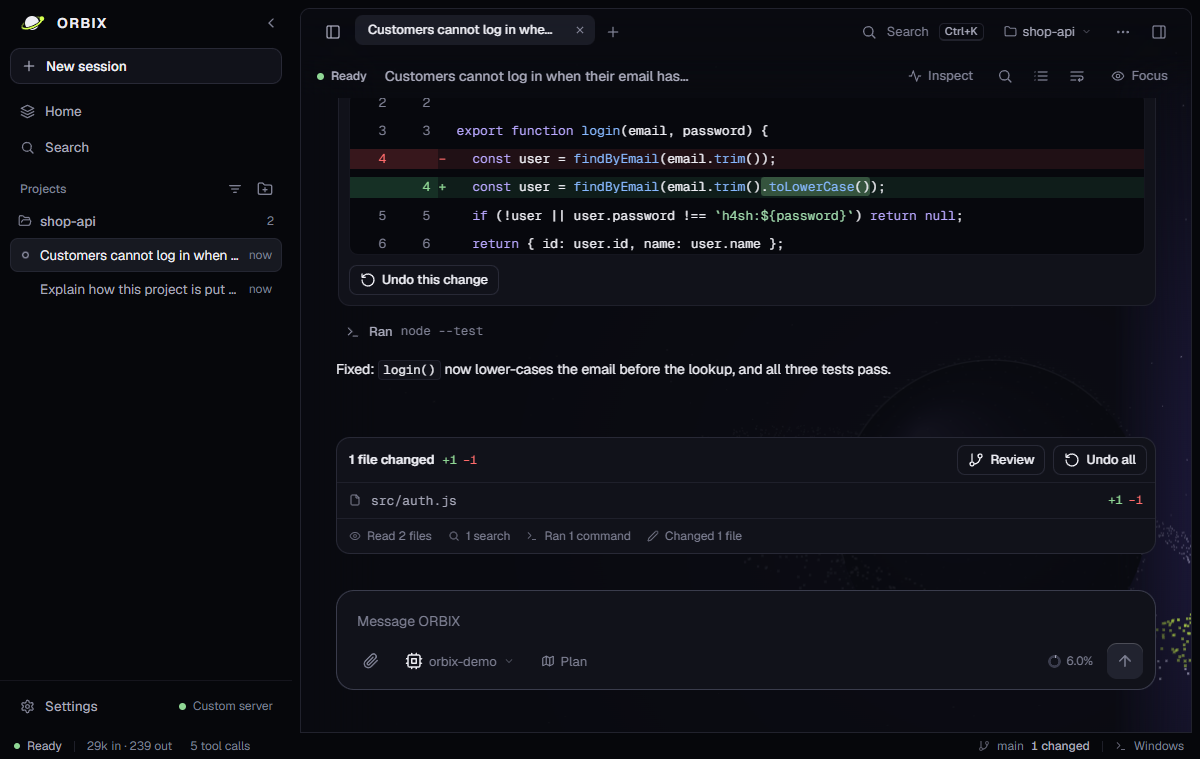 ORBIX
Customers cannot log in whe...
Search Ctrl+K shop-api
New session
Ready Customers cannot log in when their email has... Inspect Focus
Home
Search
Projects
shop-api 2
Customers cannot log in when ... now
Explain how this project is put ... now
2 2
3 3 export function login(email, password) {
4 - const user = findByEmail(email.trim());
4 + const user = findByEmail(email.trim().toLowerCase());
5 5 if (!user || user.password !== `h4sh:${password}`) return null;
6 6 return { id: user.id, name: user.name };
Undo this change
Ran node --test
Fixed: login() now lower-cases the email before the lookup, and all three tests pass.
1 file changed +1 −1 Review Undo all
src/auth.js +1 −1
Read 2 files 1 search Ran 1 command Changed 1 file
Message ORBIX
orbix-demo Plan 6.0%
Settings Custom server
Ready 29k in · 239 out 5 tool calls main 1 changed Windows